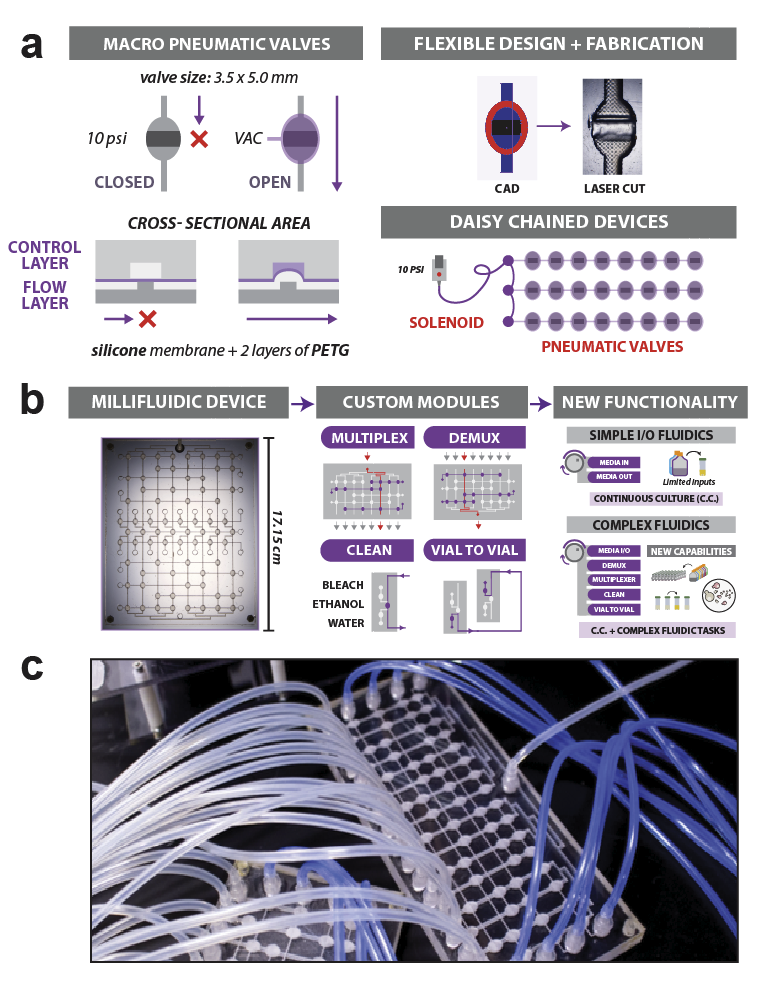 a
MACRO PNEUMATIC VALVES
valve size: 3.5 x 5.0 mm
10 psi
CLOSED
VAC
OPEN
CROSS- SECTIONAL AREA
CONTROL
LAYER
FLOW
LAYER
silicone membrane + 2 layers of PETG
FLEXIBLE DESIGN + FABRICATION
CAD
LASER CUT
DAISY CHAINED DEVICES
10 PSI
SOLENOID
PNEUMATIC VALVES
b
MILLIFLUIDIC DEVICE
17.15 cm
CUSTOM MODULES
MULTIPLEX
DEMUX
CLEAN
VIAL TO VIAL
BLEACH
ETHANOL
WATER
NEW FUNCTIONALITY
SIMPLE I/O FLUIDICS
MEDIA IN
MEDIA OUT
Limited Inputs
CONTINUOUS CULTURE (C.C.)
COMPLEX FLUIDICS
MEDIA I/O
DEMUX
MULTIPLEXER
CLEAN
VIAL TO VIAL
NEW CAPABILITIES
C.C. + COMPLEX FLUIDIC TASKS
c